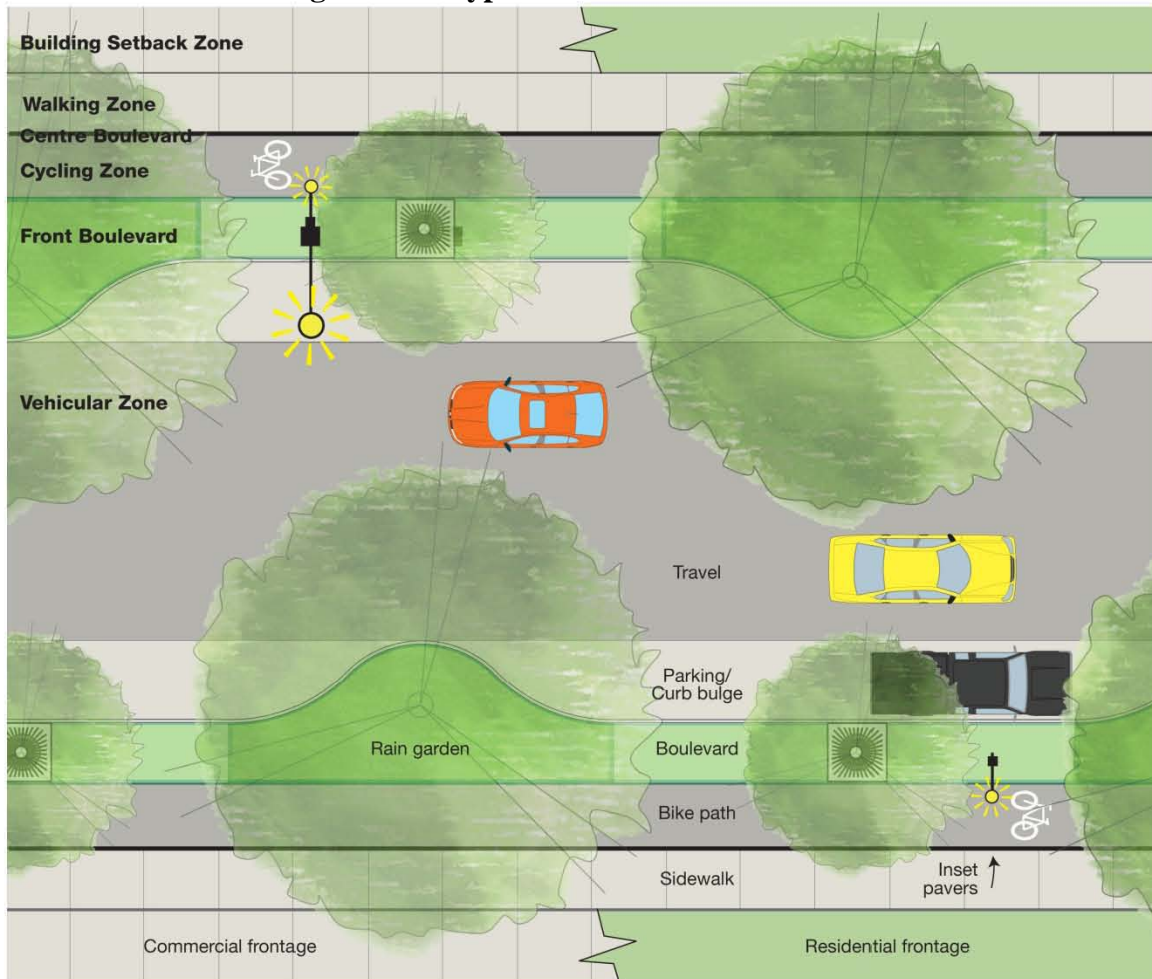 Building Setback Zone
Walking Zone
Centre Boulevard
Cycling Zone
Front Boulevard
Vehicular Zone
Travel
Parking/
Curb bulge
Rain garden
Boulevard
Bike path
Sidewalk
Inset
pavers
Commercial frontage
Residential frontage